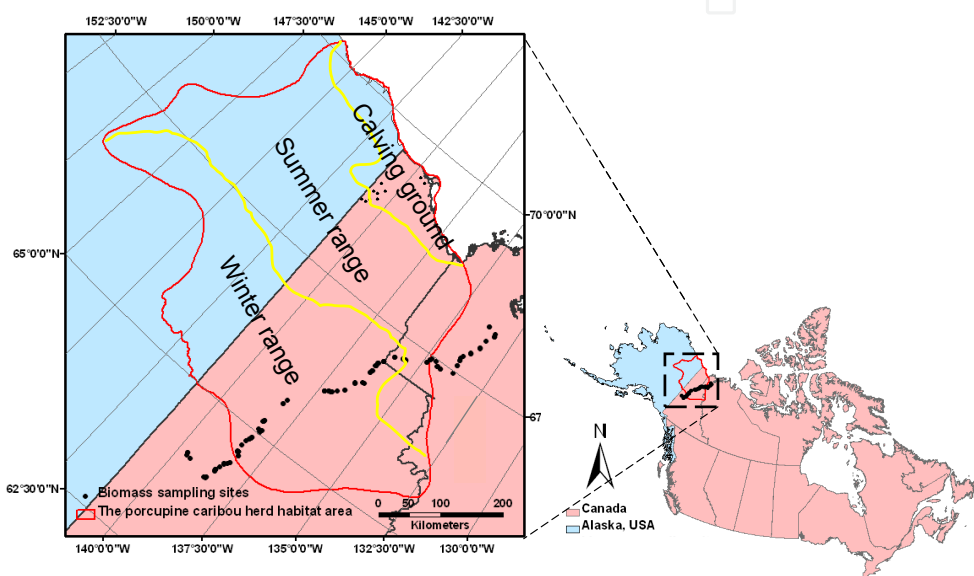 152°30'0"W 150°0'0"W 147°30'0"W 145°0'0"W 142°30'0"W
Calving ground
Summer range
Winter range
65°0'0"N
70°0'0"N
67
N
62°30'0"N
Biomass sampling sites
The porcupine caribou herd habitat area
0 50 100 200
Kilometers
140°0'0"W 137°30'0"W 135°0'0"W 132°30'0"W 130°0'0"W
Canada
Alaska, USA